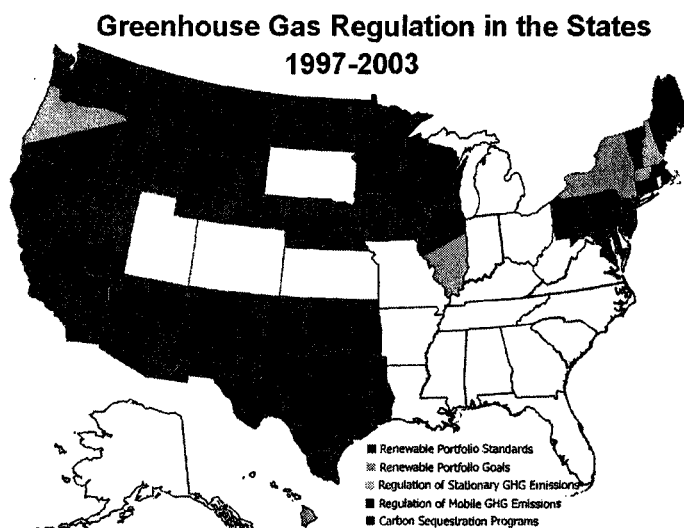 Greenhouse Gas Regulation in the States
1997-2003
Renewable Portfolio Standards
Renewable Portfolio Goals
Regulation of Stationary GHG Emissions
Regulation of Mobile GHG Emissions
Carbon Sequestration Programs